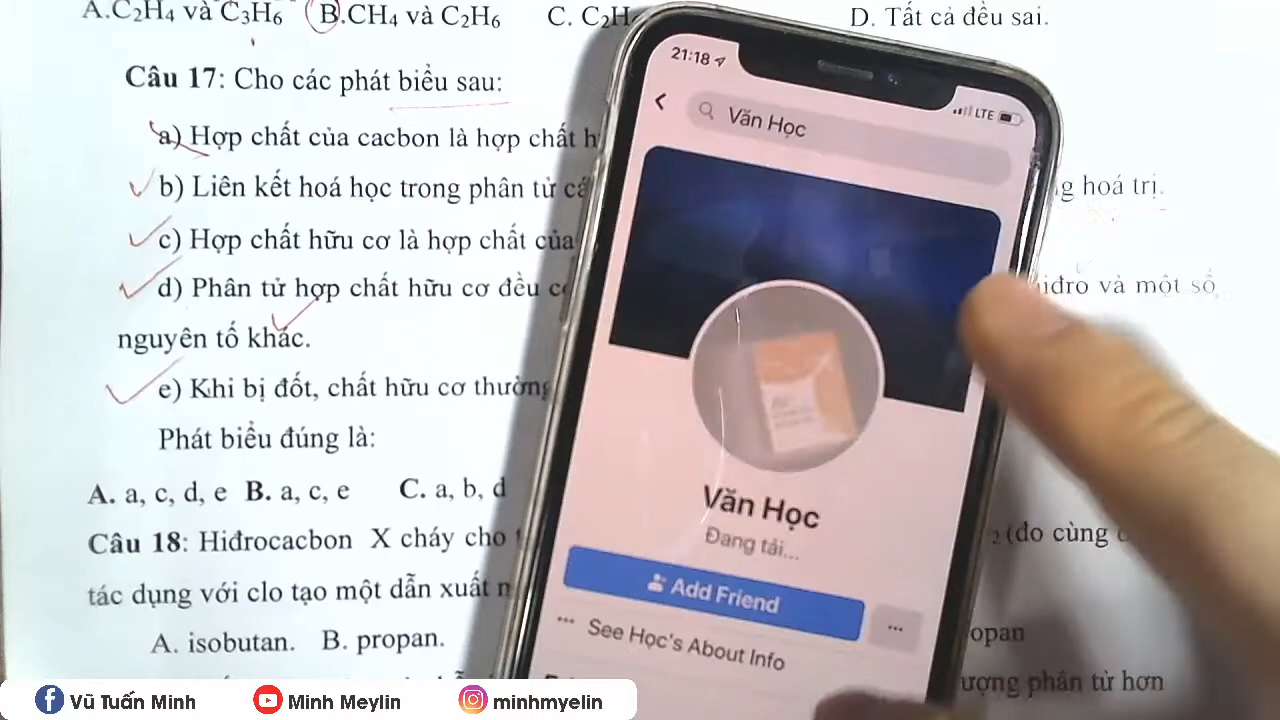 A.C₂H₄ và C₃H₆ B.CH₄ và C₂H₆ C. C₂H D. Tất cả đều sai.
Câu 17: Cho các phát biểu sau:
a) Hợp chất của cacbon là hợp chất h
b) Liên kết hoá học trong phân tử cá g hoá trị.
c) Hợp chất hữu cơ là hợp chất của
d) Phân tử hợp chất hữu cơ đều c iđro và một số
nguyên tố khác.
e) Khi bị đốt, chất hữu cơ thường
Phát biểu đúng là:
A. a, c, d, e B. a, c, e C. a, b, d
Câu 18: Hiđrocacbon X cháy cho t ₂ (đo cùng đ
tác dụng với clo tạo một dẫn xuất n
A. isobutan. B. propan. opan
ượng phân tử hơn
21:18 LTE
Văn Học
Văn Học
Đang tải...
Add Friend
See Học's About Info
Vũ Tuấn Minh Minh Meylin minhmyelin